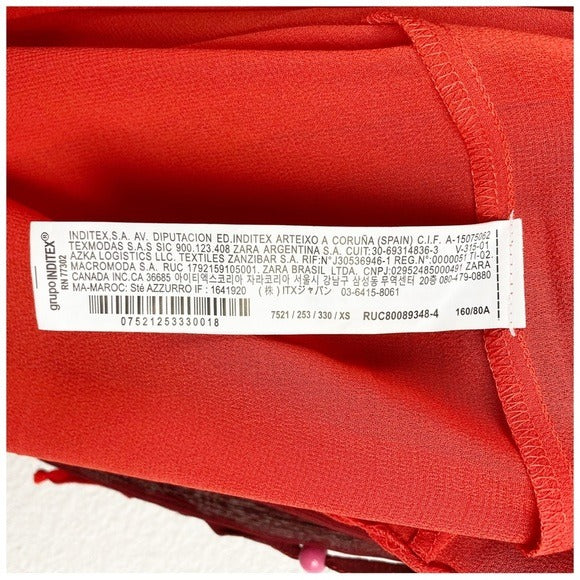 grupo INDITEX®
RN 77302
INDITEX,S.A. AV. DIPUTACION ED.INDITEX ARTEIXO A CORUÑA (SPAIN) C.I.F. A-15075062
TEXMODAS S.A.S SIC 900.123.408 ZARA ARGENTINA S.A. CUIT:30-69314836-3 V-315-01
AZKA LOGISTICS LLC. TEXTILES ZANZIBAR S.A. RIF:N°J30536946-1 REG.N°0000051 TI-02
MACROMODA S.A. RUC 1792159105001. ZARA BRASIL LTDA. CNPJ:02952485000491 ZARA
CANADA INC.CA 36685 아이티엑스코리아 자라코리아 서울시 강남구 삼성동 무역센터 20층 080-479-0880
MA-MAROC: Sté AZZURRO IF : 1641920 (株) ITXジャパン 03-6415-8061
07521253330018
7521 / 253 / 330 / XS RUC80089348-4 160/80A